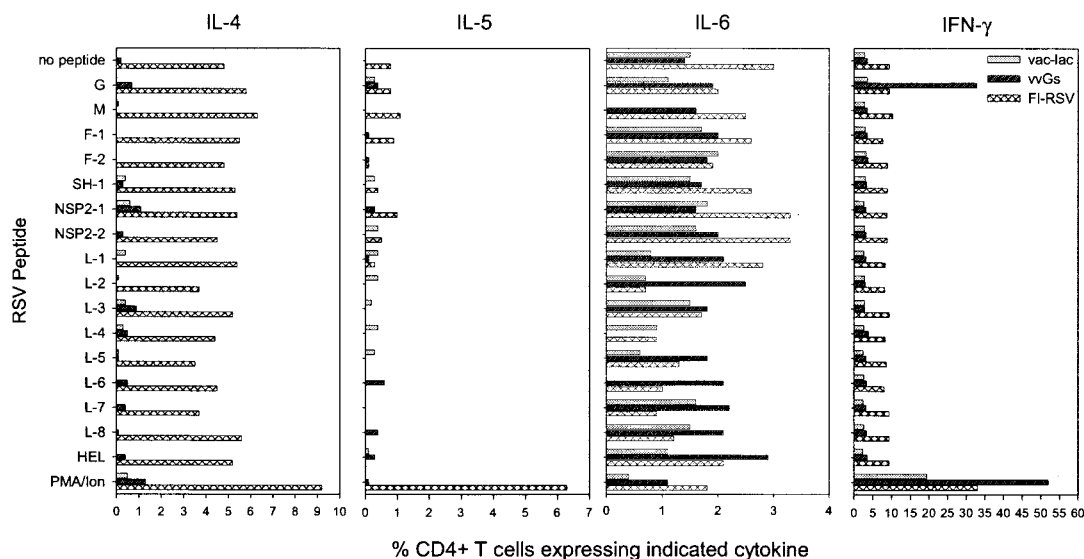 IL-4 IL-5 IL-6 IFN-γ
RSV Peptide
no peptide
G
M
F-1
F-2
SH-1
NSP2-1
NSP2-2
L-1
L-2
L-3
L-4
L-5
L-6
L-7
L-8
HEL
PMA/Ion
vac-lac
vvGs
FI-RSV
0 1 2 3 4 5 6 7 8 9 10
0 1 2 3 4 5 6 7
0 1 2 3 4
0 5 10 15 20 25 30 35 40 45 50 55 60
% CD4+ T cells expressing indicated cytokine